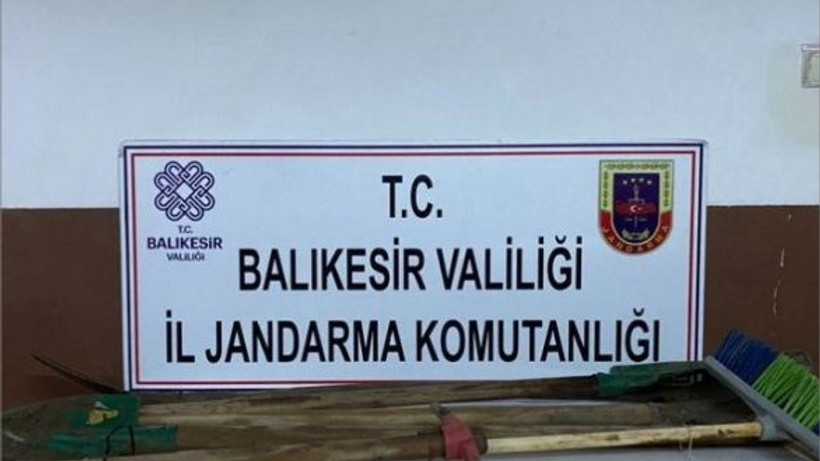 T.C.
BALIKESİR VALİLİĞİ
İL JANDARMA KOMUTANLIĞI
T.C.
BALIKESİR
VALİLİĞİ
JANDARMA